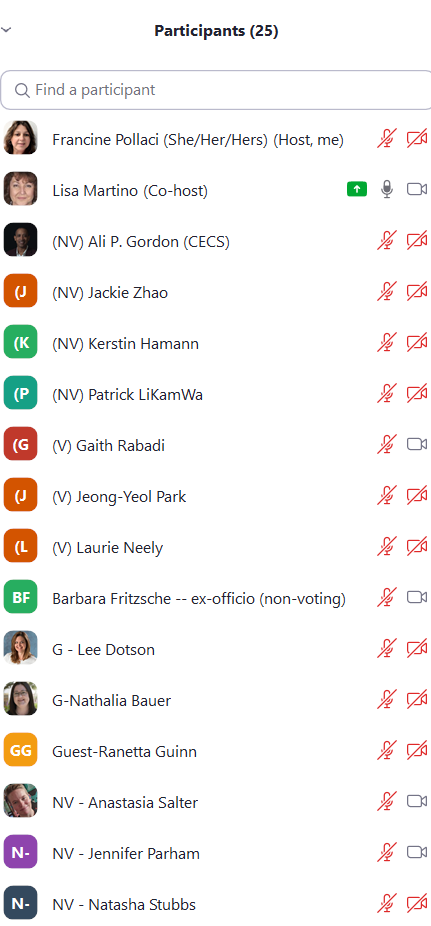 Participants (25)
Find a participant
Francine Pollaci (She/Her/Hers) (Host, me)
Lisa Martino (Co-host)
(NV) Ali P. Gordon (CECS)
(J (NV) Jackie Zhao
(K (NV) Kerstin Hamann
(P (NV) Patrick LiKamWa
(G (V) Gaith Rabadi
(J (V) Jeong-Yeol Park
(L (V) Laurie Neely
BF Barbara Fritzsche -- ex-officio (non-voting)
G - Lee Dotson
G-Nathalia Bauer
GG Guest-Ranetta Guinn
NV - Anastasia Salter
N- NV - Jennifer Parham
N- NV - Natasha Stubbs